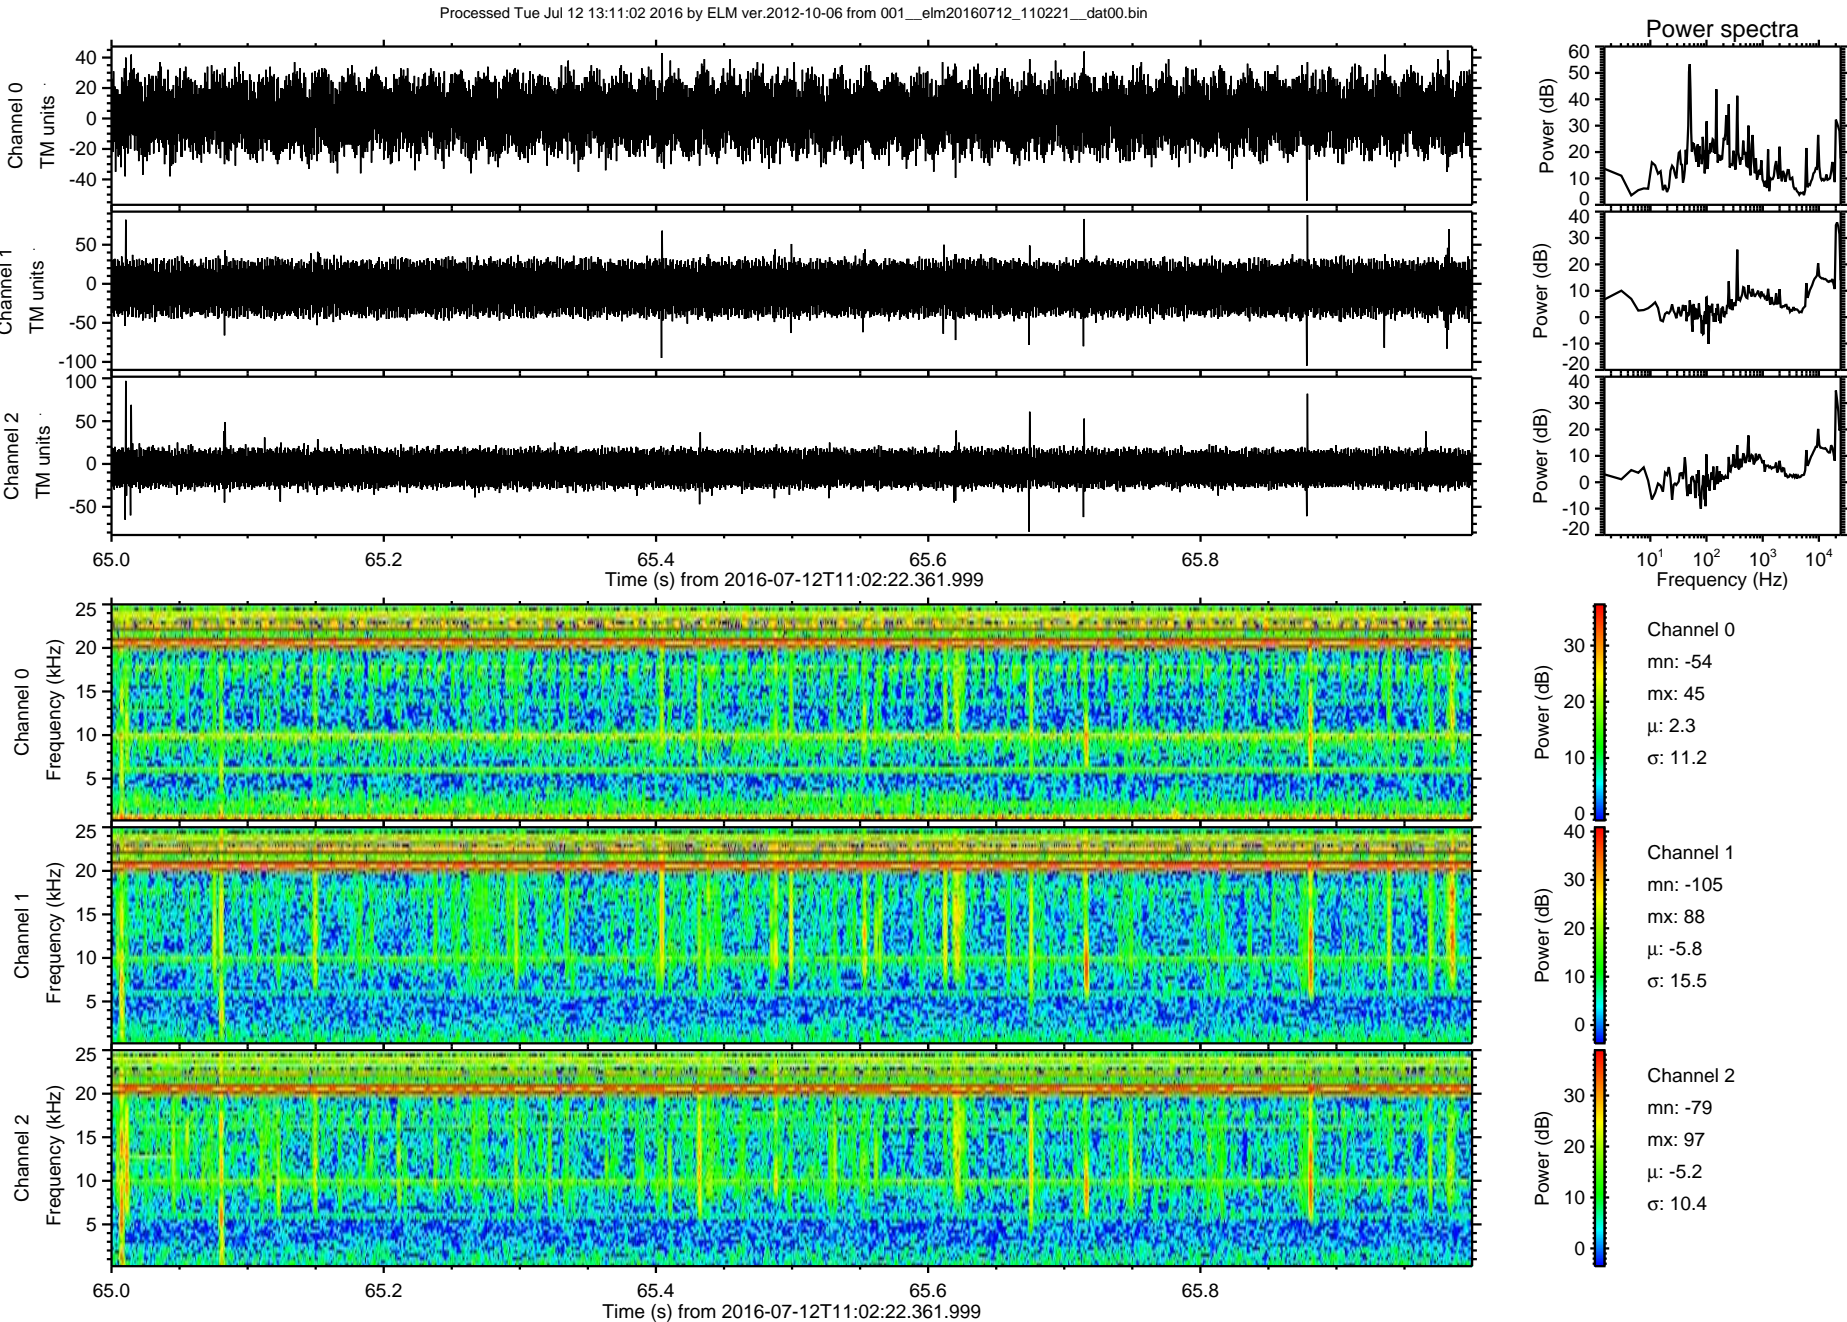 Processed Tue Jul 12 13:11:02 2016 by ELM ver.2012-10-06 from 001__elm20160712_110221__dat00.bin
Power spectra
Channel 0
TM units
40
20
0
-20
-40
Power (dB)
60
50
40
30
20
10
0
Channel 1
TM units
50
0
-50
-100
Power (dB)
40
30
20
10
0
-10
-20
Channel 2
TM units
100
50
0
-50
Power (dB)
40
30
20
10
0
-10
-20
65.0 65.2 65.4 65.6 65.8
Time (s) from 2016-07-12T11:02:22.361.999
10¹ 10² 10³ 10⁴
Frequency (Hz)
Channel 0
Frequency (kHz)
25
20
15
10
5
Power (dB)
30
20
10
0
Channel 0
mn: -54
mx: 45
μ: 2.3
σ: 11.2
Channel 1
Frequency (kHz)
25
20
15
10
5
Power (dB)
40
30
20
10
0
Channel 1
mn: -105
mx: 88
μ: -5.8
σ: 15.5
Channel 2
Frequency (kHz)
25
20
15
10
5
Power (dB)
30
20
10
0
Channel 2
mn: -79
mx: 97
μ: -5.2
σ: 10.4
65.0 65.2 65.4 65.6 65.8
Time (s) from 2016-07-12T11:02:22.361.999